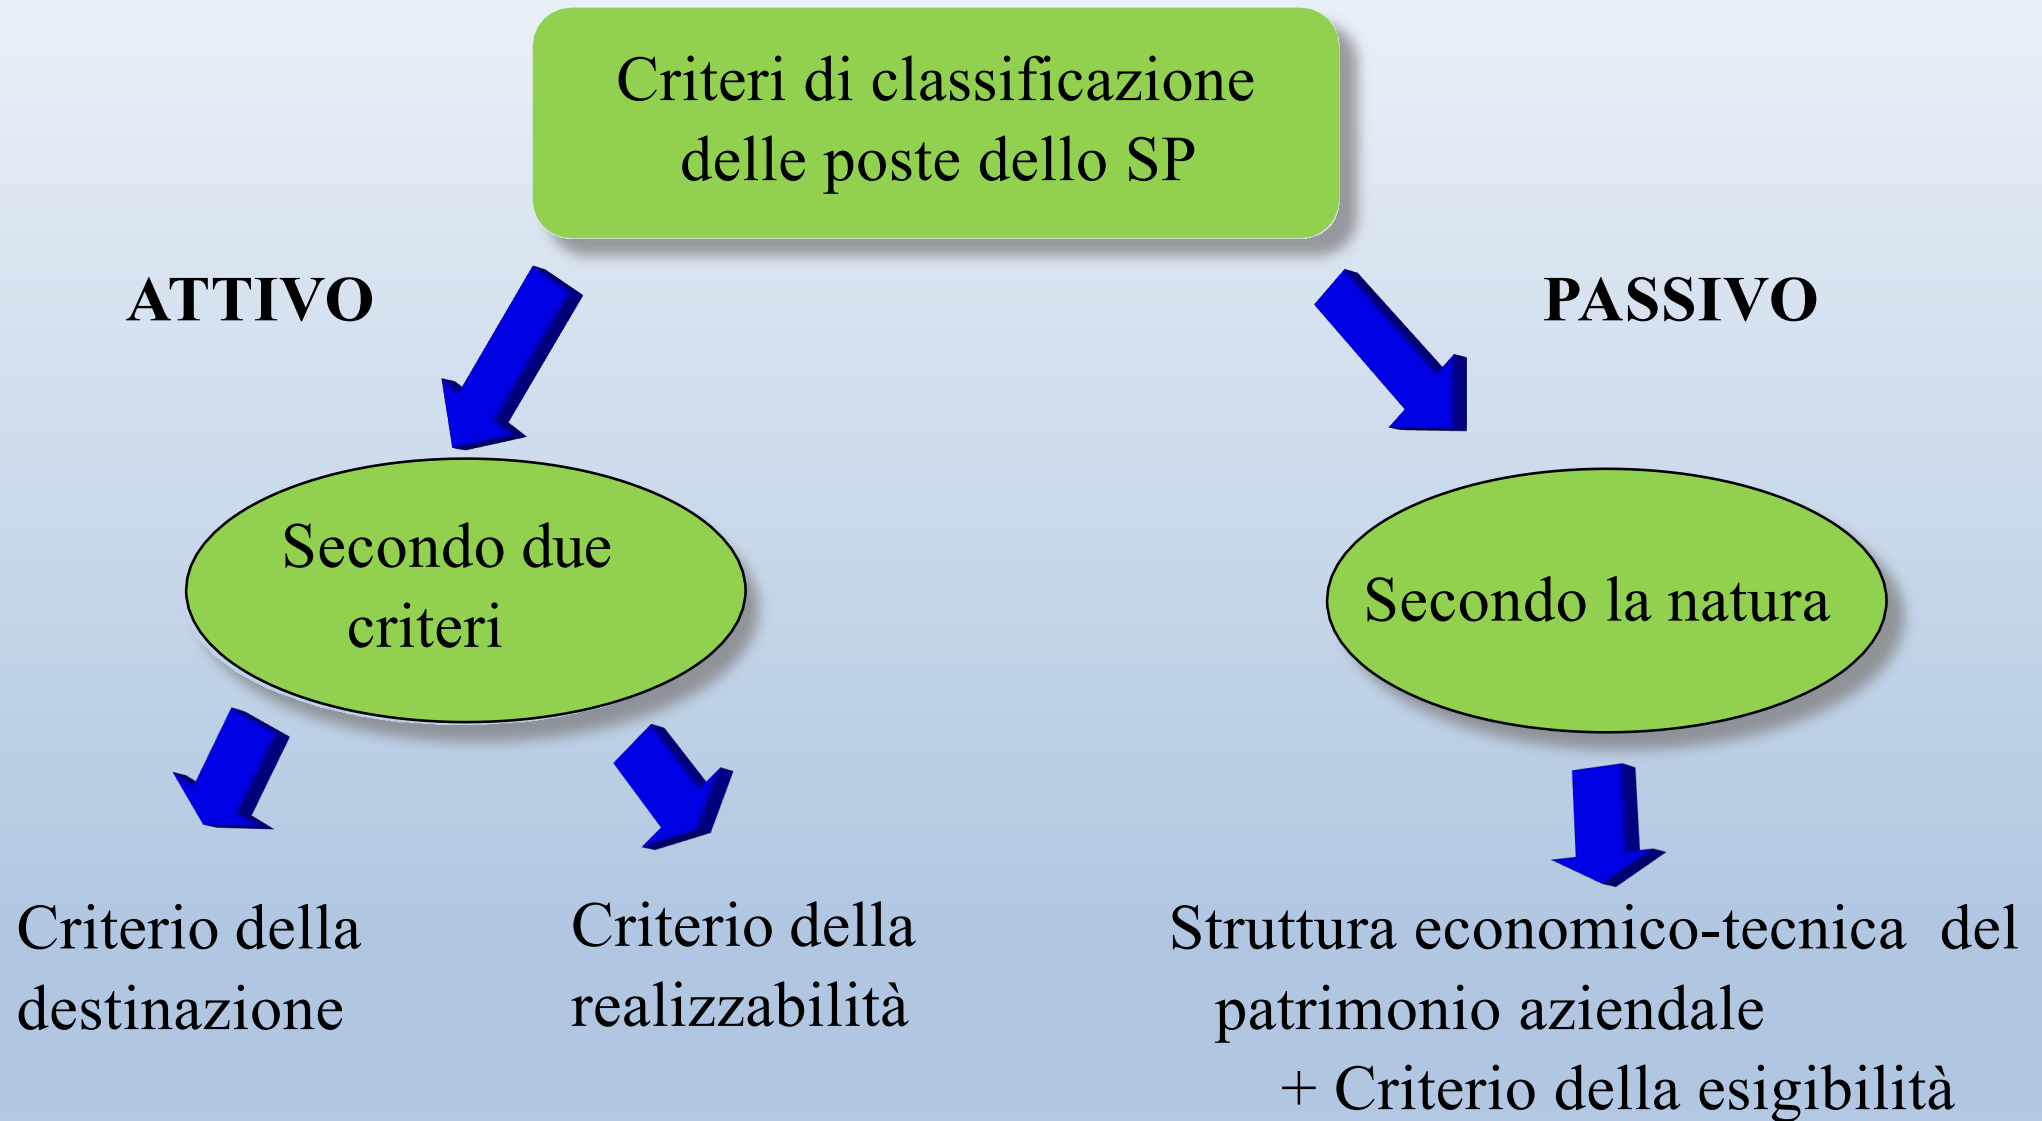 Criteri di classificazione
delle poste dello SP
ATTIVO
PASSIVO
Secondo due
criteri
Secondo la natura
Criterio della
destinazione
Criterio della
realizzabilità
Struttura economico-tecnica del
patrimonio aziendale
+ Criterio della esigibilità